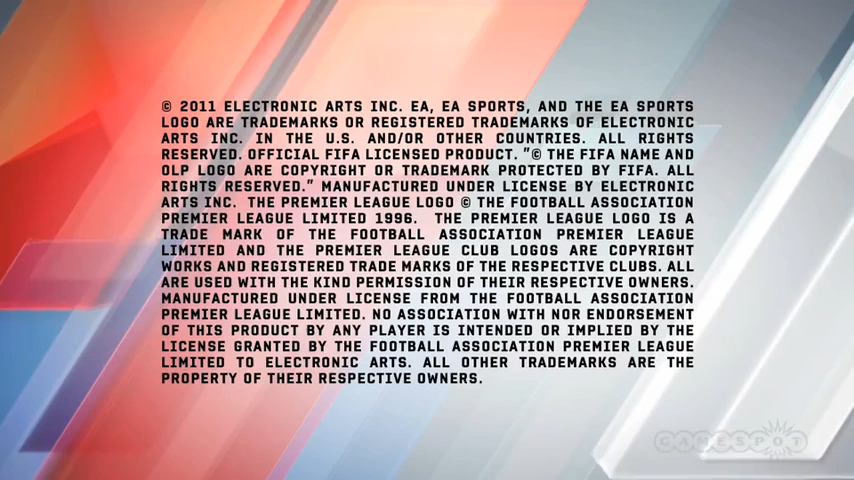 © 2011 ELECTRONIC ARTS INC. EA, EA SPORTS, AND THE EA SPORTS
LOGO ARE TRADEMARKS OR REGISTERED TRADEMARKS OF ELECTRONIC
ARTS INC. IN THE U.S. AND/OR OTHER COUNTRIES. ALL RIGHTS
RESERVED. OFFICIAL FIFA LICENSED PRODUCT. "© THE FIFA NAME AND
OLP LOGO ARE COPYRIGHT OR TRADEMARK PROTECTED BY FIFA. ALL
RIGHTS RESERVED." MANUFACTURED UNDER LICENSE BY ELECTRONIC
ARTS INC. THE PREMIER LEAGUE LOGO © THE FOOTBALL ASSOCIATION
PREMIER LEAGUE LIMITED 1996. THE PREMIER LEAGUE LOGO IS A
TRADE MARK OF THE FOOTBALL ASSOCIATION PREMIER LEAGUE
LIMITED AND THE PREMIER LEAGUE CLUB LOGOS ARE COPYRIGHT
WORKS AND REGISTERED TRADE MARKS OF THE RESPECTIVE CLUBS. ALL
ARE USED WITH THE KIND PERMISSION OF THEIR RESPECTIVE OWNERS.
MANUFACTURED UNDER LICENSE FROM THE FOOTBALL ASSOCIATION
PREMIER LEAGUE LIMITED. NO ASSOCIATION WITH NOR ENDORSEMENT
OF THIS PRODUCT BY ANY PLAYER IS INTENDED OR IMPLIED BY THE
LICENSE GRANTED BY THE FOOTBALL ASSOCIATION PREMIER LEAGUE
LIMITED TO ELECTRONIC ARTS. ALL OTHER TRADEMARKS ARE THE
PROPERTY OF THEIR RESPECTIVE OWNERS.
GAMESPOT